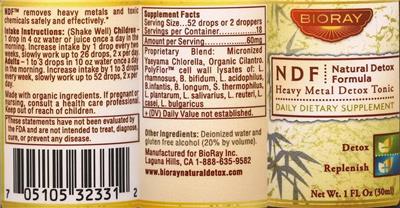 NDF™ removes heavy metals and toxic
chemicals safely and effectively.*
Intake Instructions: (Shake Well) Children -
1 drop in 4 oz water or juice once a day in the
morning. Increase intake by 1 drop every two
weeks, slowly work up to 26 drops, 2 x per day.
Adults – 1 to 3 drops in 10 oz water once a day
in the morning. Increase intake by 1 to 3 drops
every week, slowly work up to 52 drops, 2 x per
day.
Made with organic ingredients. If pregnant or
nursing, consult a health care professional.
Keep out of reach of children.
*These statements have not been evaluated by
the FDA and are not intended to treat, diagnose,
cure, or prevent any disease.
7 05105 32331 2
Supplement Facts
Serving Size..52 drops or 2 droppers
Servings per Container..18
Amount per Serving..60mg
Proprietary Blend: Micronized
Yaeyama Chlorella, Organic Cilantro,
PolyFlor™ cell wall lysates of: L.
rhamnosus, B. bifidum, L. acidophilus,
B.infantis, B. longum, S. thermophilus,
L. plantarum, L. salivarius, L. reuteri, L.
casei, L. bulgaricus
+ (DV) Daily Value not established.
Other Ingredients: Deionized water and
gluten free alcohol (20% by volume).
Manufactured for BioRay Inc.
Laguna Hills, CA 1-888-635-9582
www.bioraynaturaldetox.com
BIORAY
NDF Natural Detox
Formula
Heavy Metal Detox Tonic
DAILY DIETARY SUPPLEMENT
Detox
Replenish
Net Wt. 1 Fl Oz (30ml)